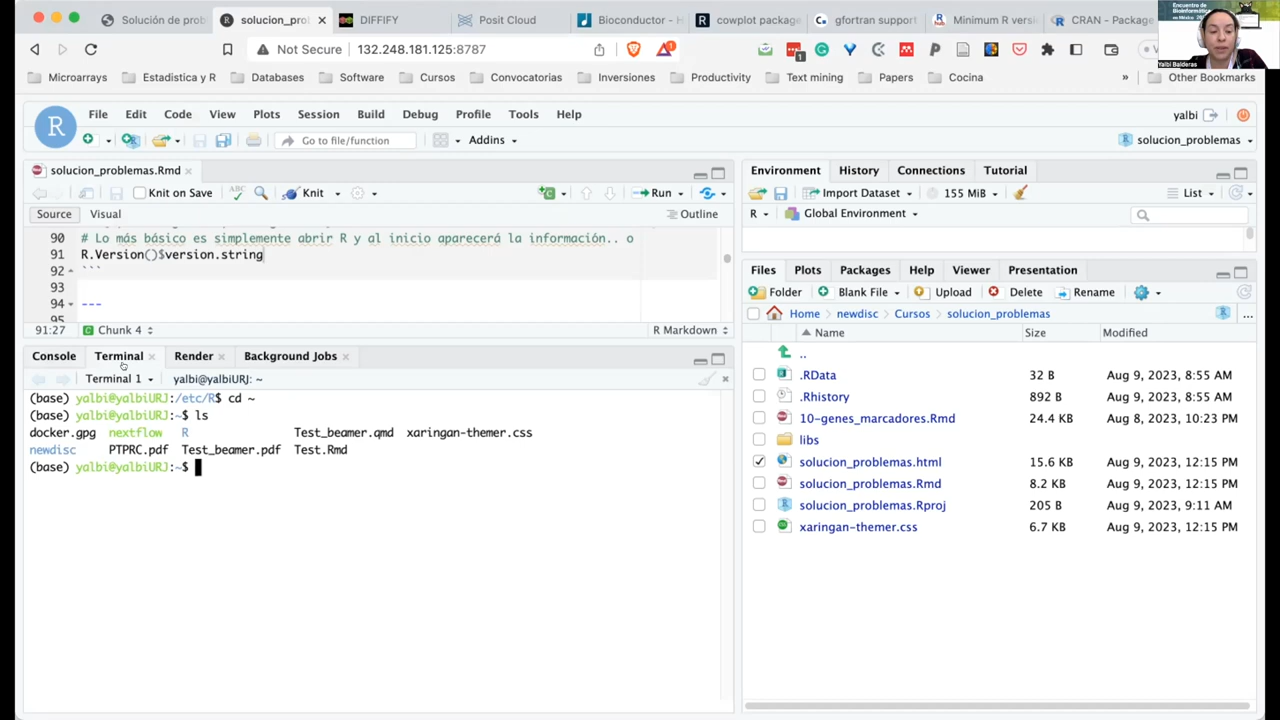 Solución de prob
solucion_prob
DIFFIFY
Posit Cloud
Bioconductor - H
cowplot package
gfortran support
Minimum R versi
CRAN - Package
Encuentro de Bioinformática en México
Not Secure 132.248.181.125:8787
Yalbi Balderas
Microarrays Estadistica y R Databases Software Cursos Convocatorias Inversiones Productivity Text mining Papers Cocina » Other Bookmarks
File Edit Code View Plots Session Build Debug Profile Tools Help yalbi
Go to file/function Addins solucion_problemas
solucion_problemas.Rmd
Knit on Save ABC Knit Run
Source Visual Outline
90 # Lo más básico es simplemente abrir R y al inicio aparecerá la información.. o
91 R.Version()$version.string
92 ```
93
94 ---
95
91:27 Chunk 4 R Markdown
Console Terminal Render Background Jobs
Terminal 1 yalbi@yalbiURJ: ~
(base) yalbi@yalbiURJ:/etc/R$ cd ~
(base) yalbi@yalbiURJ:~$ ls
docker.gpg nextflow R Test_beamer.qmd xaringan-themer.css
newdisc PTPRC.pdf Test_beamer.pdf Test.Rmd
(base) yalbi@yalbiURJ:~$
Environment History Connections Tutorial
Import Dataset 155 MiB List
R Global Environment
Files Plots Packages Help Viewer Presentation
Folder Blank File Upload Delete Rename
Home newdisc Cursos solucion_problemas ...
Name Size Modified
..
.RData 32 B Aug 9, 2023, 8:55 AM
.Rhistory 892 B Aug 9, 2023, 8:55 AM
10-genes_marcadores.Rmd 24.4 KB Aug 8, 2023, 10:23 PM
libs
solucion_problemas.html 15.6 KB Aug 9, 2023, 12:15 PM
solucion_problemas.Rmd 8.2 KB Aug 9, 2023, 12:15 PM
solucion_problemas.Rproj 205 B Aug 9, 2023, 9:11 AM
xaringan-themer.css 6.7 KB Aug 9, 2023, 12:15 PM